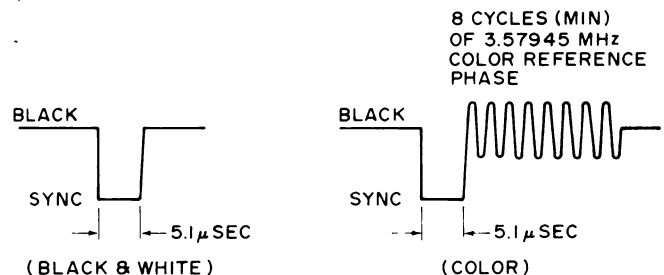 8 CYCLES (MIN)
OF 3.57945 MHz
COLOR REFERENCE
PHASE
BLACK
SYNC
5.1 μSEC
(BLACK & WHITE)
BLACK
SYNC
5.1 μSEC
(COLOR)